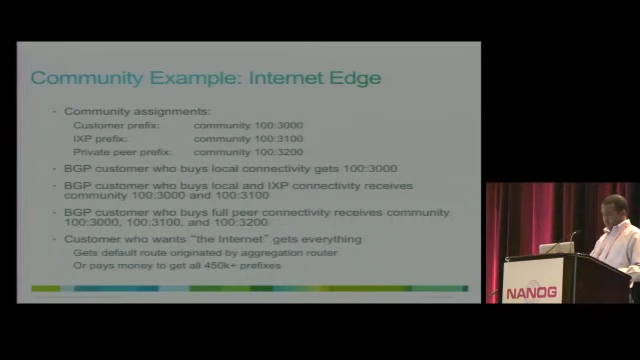 Community Example: Internet Edge
Community assignments:
Customer prefix: community 100:3000
IXP prefix: community 100:3100
Private peer prefix: community 100:3200
BGP customer who buys local connectivity gets 100:3000
BGP customer who buys local and IXP connectivity receives
community 100:3000 and 100:3100
BGP customer who buys full peer connectivity receives community
100:3000, 100:3100, and 100:3200
Customer who wants "the Internet" gets everything
Gets default route originated by aggregation router
Or pays money to get all 450k+ prefixes
NANOG